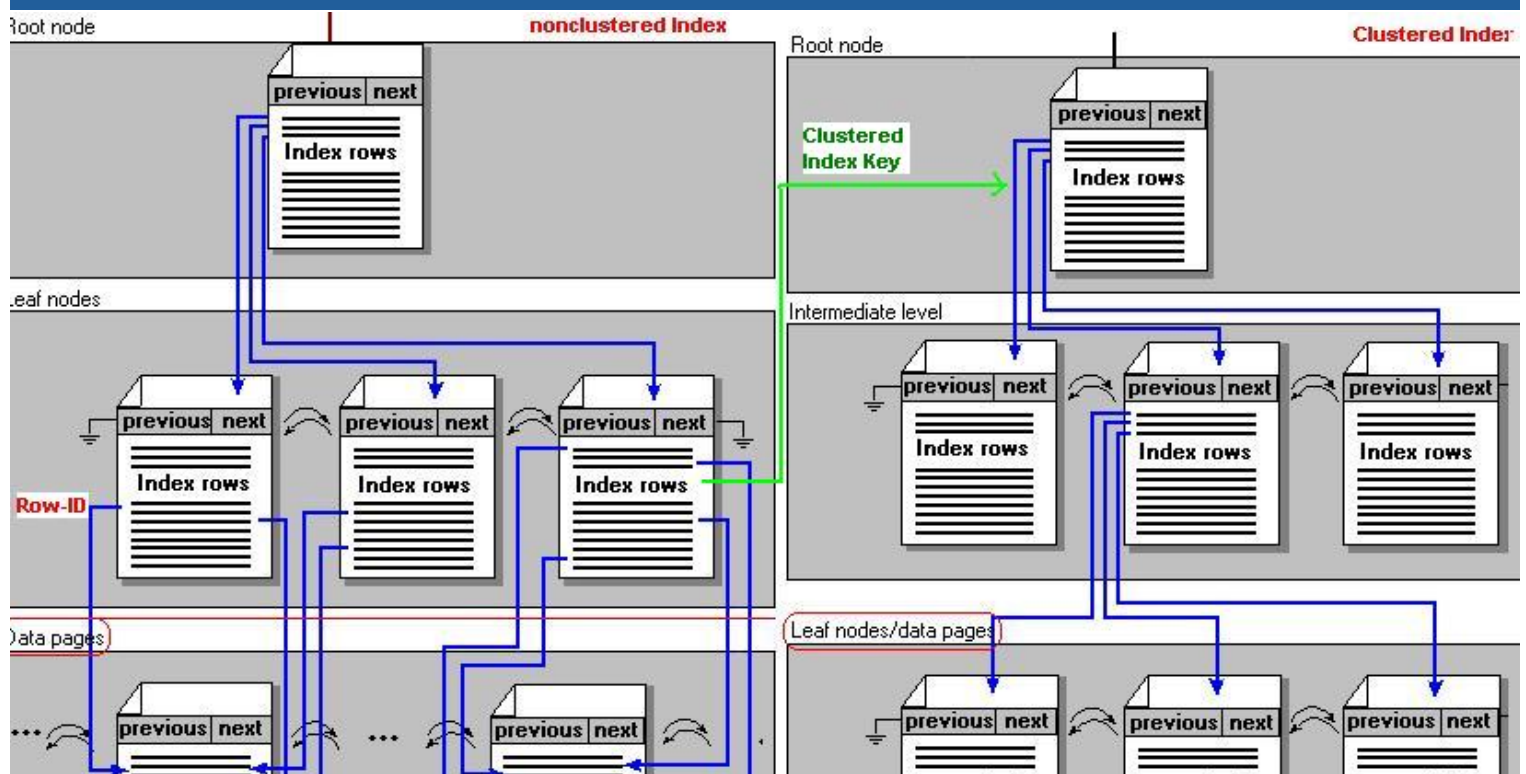 Root node
nonclustered Index
previous next
Index rows
Leaf nodes
previous next
previous next
previous next
Index rows
Index rows
Index rows
Row-ID
Data pages
...
previous next
...
previous next
Clustered Index
Root node
previous next
Clustered
Index Key
Index rows
Intermediate level
previous next
previous next
previous next
Index rows
Index rows
Index rows
Leaf nodes/data pages
previous next
previous next
previous next